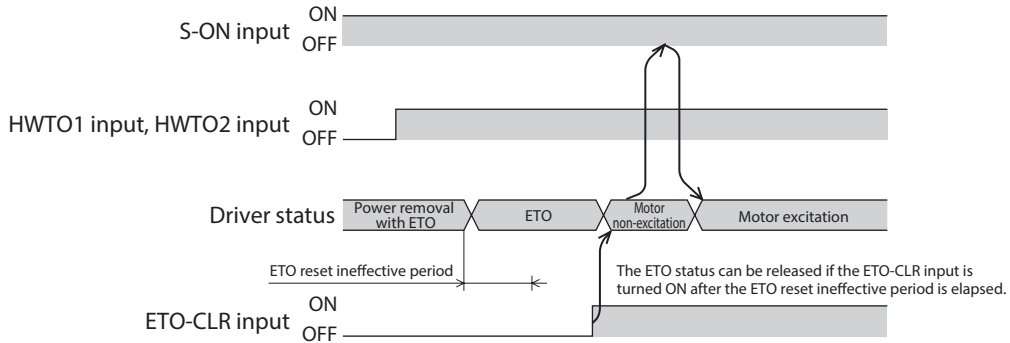 ON
S-ON input
OFF
ON
HWTO1 input, HWTO2 input
OFF
Driver status
Power removal
with ETO
ETO
Motor
non-excitation
Motor excitation
ETO reset ineffective period
The ETO status can be released if the ETO-CLR input is
turned ON after the ETO reset ineffective period is elapsed.
ON
ETO-CLR input
OFF